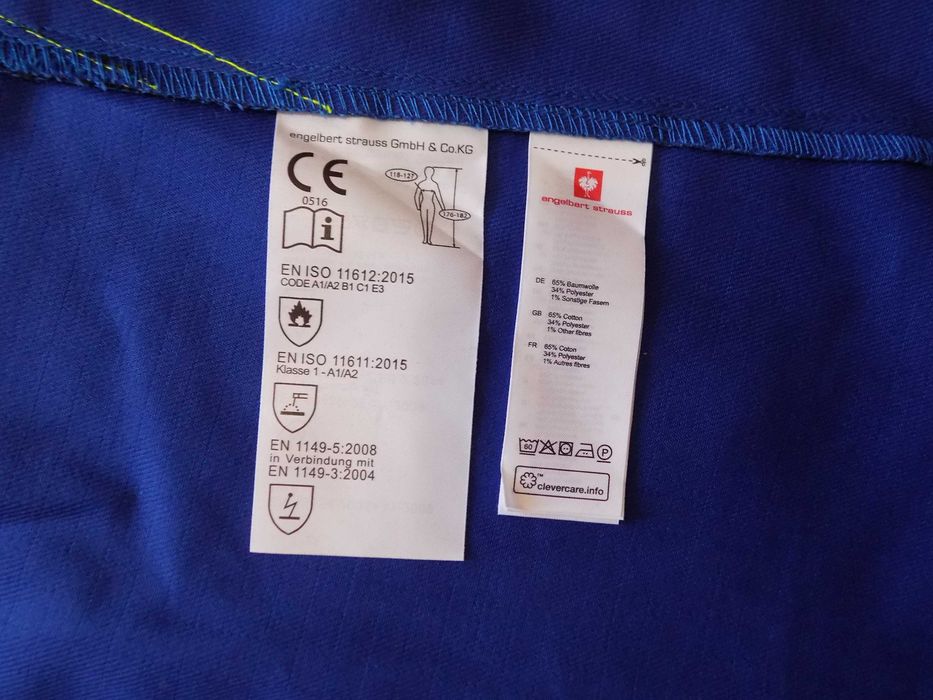 engelbert strauss GmbH & Co.KG
CE
0516
118-127
176-182
i
EN ISO 11612:2015
CODE A1/A2 B1 C1 E3
EN ISO 11611:2015
Klasse 1 - A1/A2
EN 1149-5:2008
in Verbindung mit
EN 1149-3:2004
engelbert strauss
DE 65% Baumwolle
34% Polyester
1% Sonstige Fasern
GB 65% Cotton
34% Polyester
1% Other fibres
FR 65% Coton
34% Polyester
1% Autres fibres
60
P
™
clevercare.info